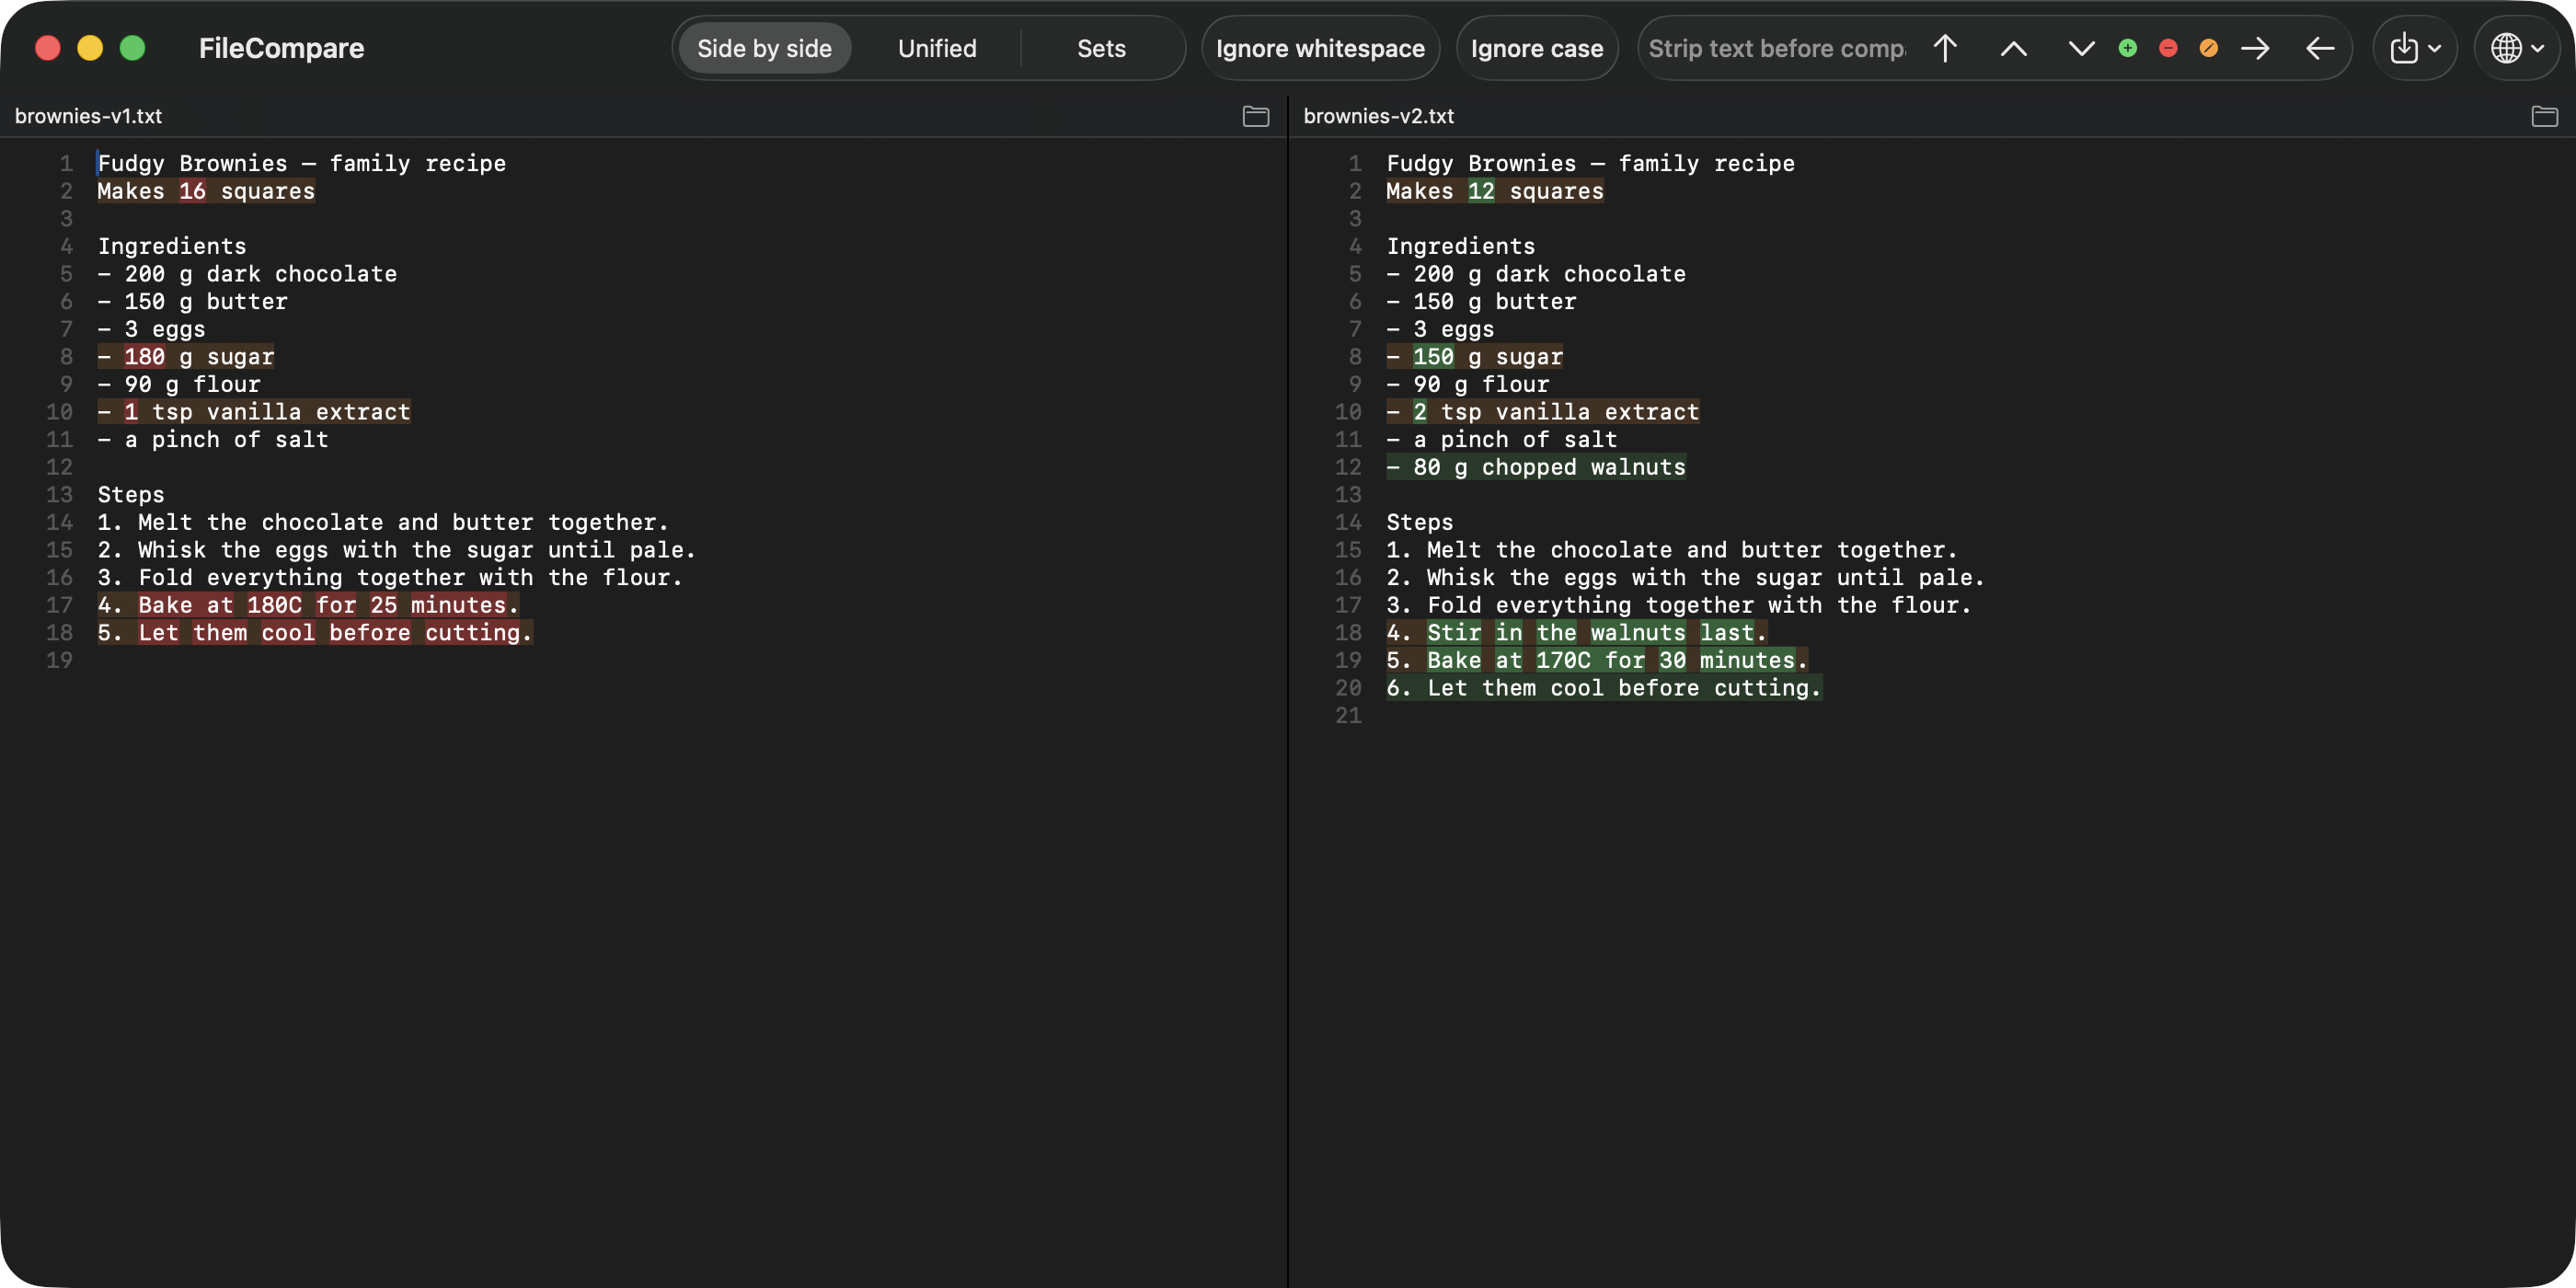 FileCompare
Side by side Unified Sets Ignore whitespace Ignore case Strip text before comp
brownies-v1.txt
1 Fudgy Brownies — family recipe
2 Makes 16 squares
3
4 Ingredients
5 – 200 g dark chocolate
6 – 150 g butter
7 – 3 eggs
8 – 180 g sugar
9 – 90 g flour
10 – 1 tsp vanilla extract
11 – a pinch of salt
12
13 Steps
14 1. Melt the chocolate and butter together.
15 2. Whisk the eggs with the sugar until pale.
16 3. Fold everything together with the flour.
17 4. Bake at 180C for 25 minutes.
18 5. Let them cool before cutting.
19
brownies-v2.txt
1 Fudgy Brownies — family recipe
2 Makes 12 squares
3
4 Ingredients
5 – 200 g dark chocolate
6 – 150 g butter
7 – 3 eggs
8 – 150 g sugar
9 – 90 g flour
10 – 2 tsp vanilla extract
11 – a pinch of salt
12 – 80 g chopped walnuts
13
14 Steps
15 1. Melt the chocolate and butter together.
16 2. Whisk the eggs with the sugar until pale.
17 3. Fold everything together with the flour.
18 4. Stir in the walnuts last.
19 5. Bake at 170C for 30 minutes.
20 6. Let them cool before cutting.
21